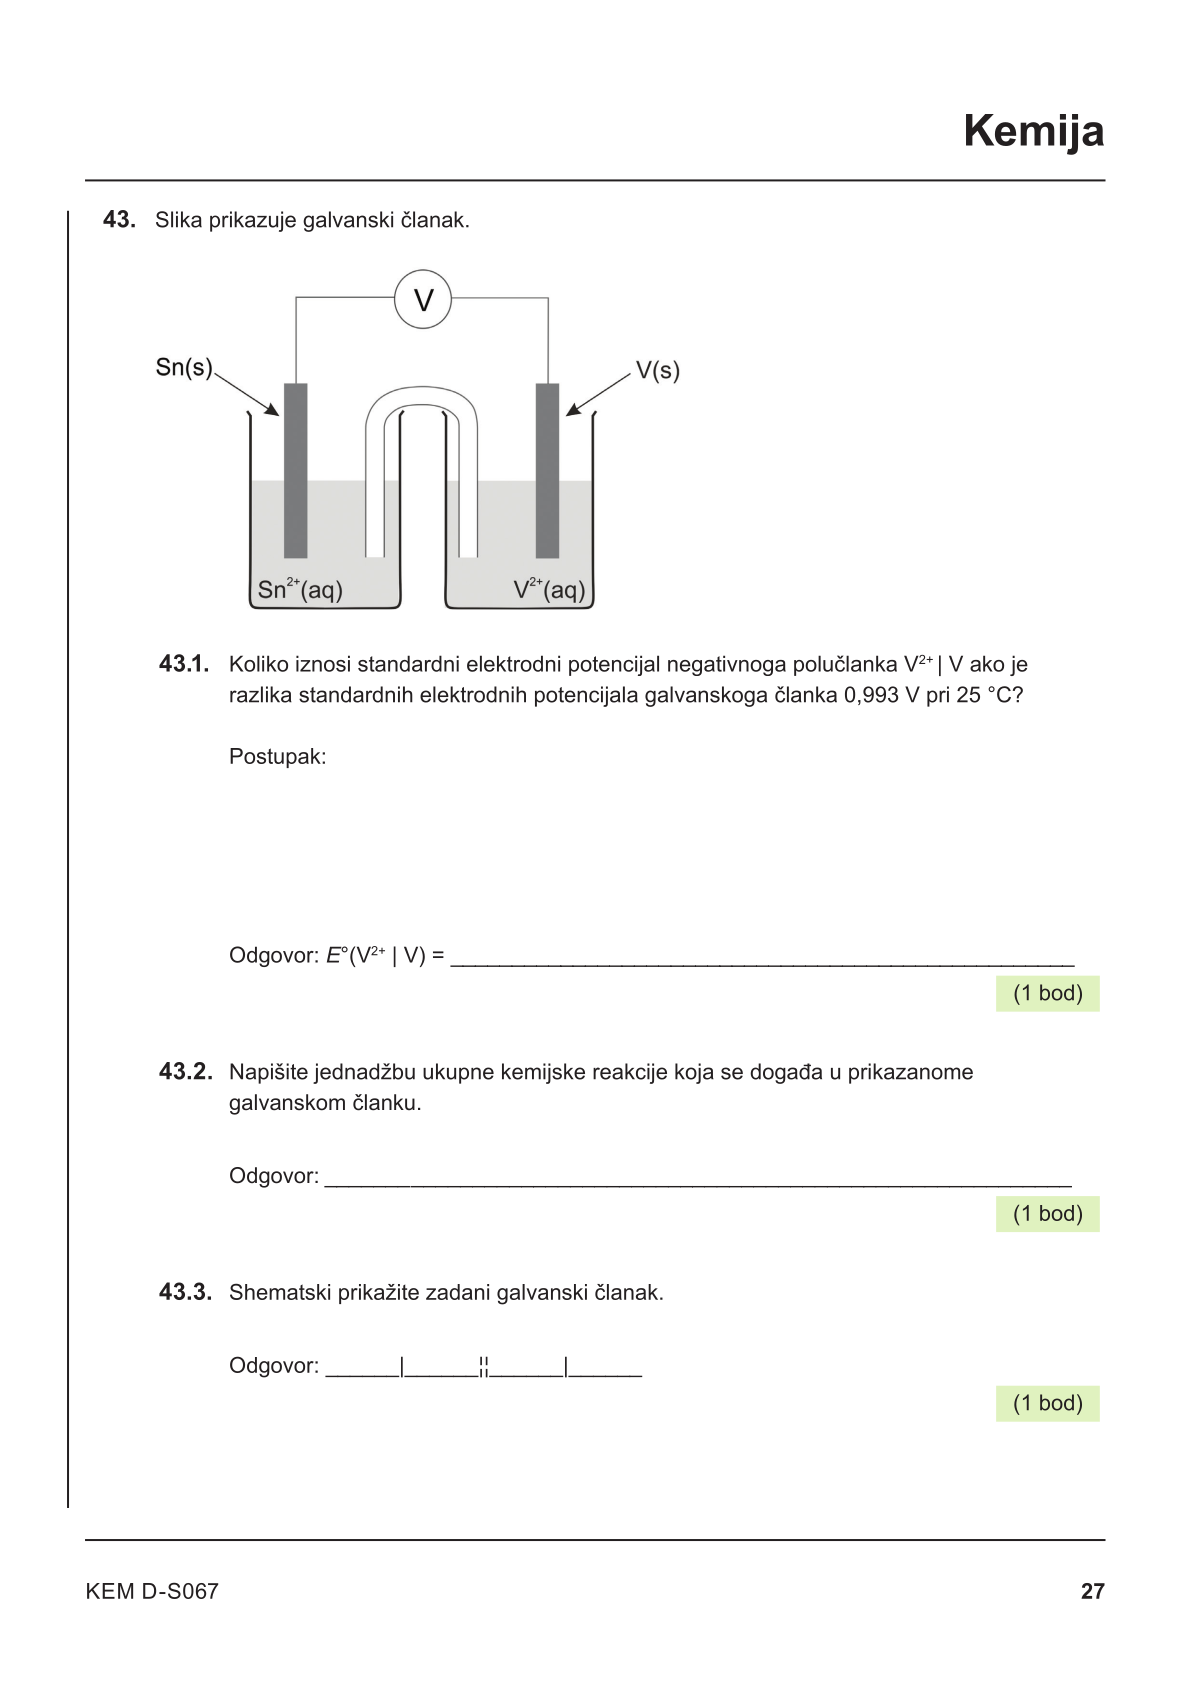 Kemija
43. Slika prikazuje galvanski članak.
V
Sn(s)
V(s)
Sn²⁺(aq)
V²⁺(aq)
43.1. Koliko iznosi standardni elektrodni potencijal negativnoga polučlanka V²⁺ | V ako je
razlika standardnih elektrodnih potencijala galvanskoga članka 0,993 V pri 25 °C?
Postupak:
Odgovor: E°(V²⁺ | V) = ____________________________________________________
(1 bod)
43.2. Napišite jednadžbu ukupne kemijske reakcije koja se događa u prikazanome
galvanskom članku.
Odgovor: ______________________________________________________________
(1 bod)
43.3. Shematski prikažite zadani galvanski članak.
Odgovor: ______|______¦¦______|______
(1 bod)
KEM D-S067
27